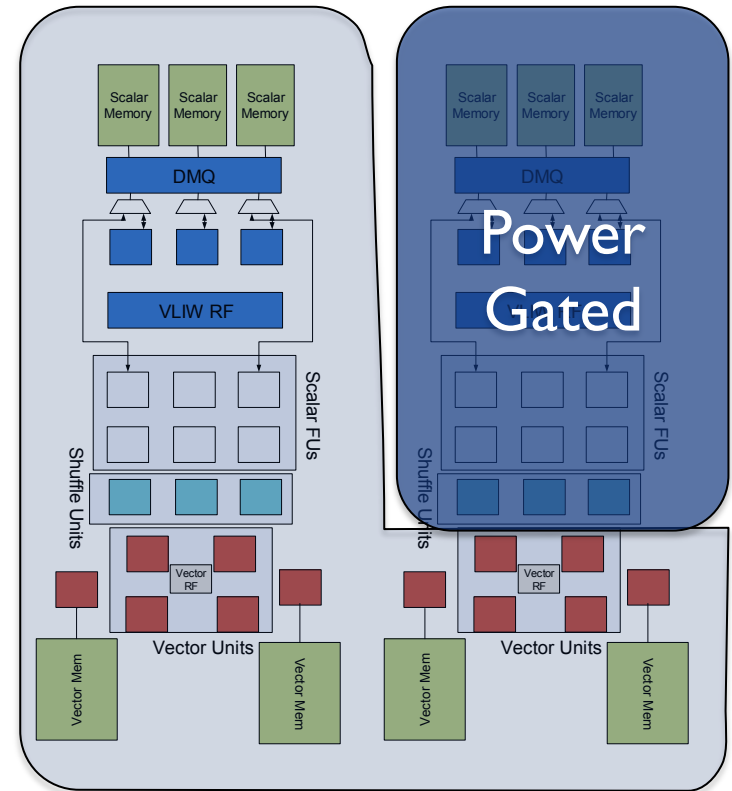 Scalar
Memory
Scalar
Memory
Scalar
Memory
DMQ
VLIW RF
Scalar FUs
Shuffle Units
Vector
RF
Vector Units
Vector Mem
Vector Mem
Scalar
Memory
Scalar
Memory
Scalar
Memory
DMQ
Power
Gated
VLIW RF
Scalar FUs
Shuffle Units
Vector
RF
Vector Units
Vector Mem
Vector Mem